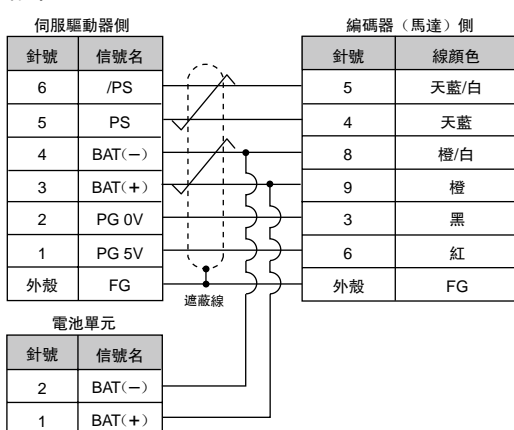 伺服驅動器側 編碼器（馬達）側
針號 信號名 針號 線顏色
6 /PS 5 天藍/白
5 PS 4 天藍
4 BAT(−) 8 橙/白
3 BAT(+) 9 橙
2 PG 0V 3 黑
1 PG 5V 6 紅
外殼 FG 外殼 FG
遮蔽線
電池單元
針號 信號名
2 BAT(−)
1 BAT(+)